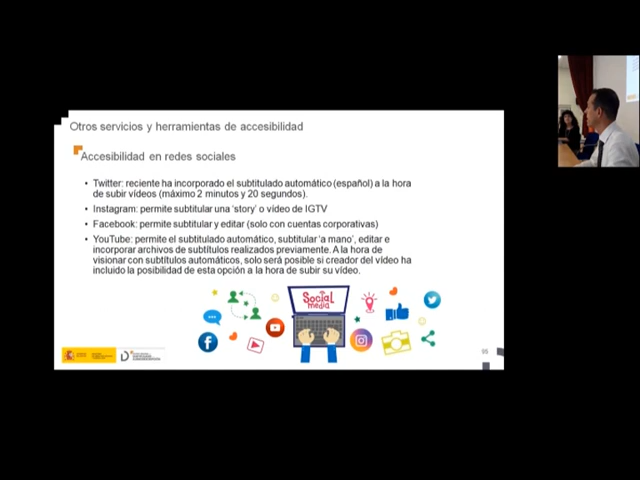 Otros servicios y herramientas de accesibilidad
Accesibilidad en redes sociales
• Twitter: reciente ha incorporado el subtitulado automático (español) a la hora
de subir vídeos (máximo 2 minutos y 20 segundos).
• Instagram: permite subtitular una 'story' o vídeo de IGTV
• Facebook: permite subtitular y editar (solo con cuentas corporativas)
• YouTube: permite el subtitulado automático, subtitular 'a mano', editar e
incorporar archivos de subtítulos realizados previamente. A la hora de
visionar con subtítulos automáticos, solo será posible si creador del vídeo ha
incluido la posibilidad de esta opción a la hora de subir su vídeo.
Social
media